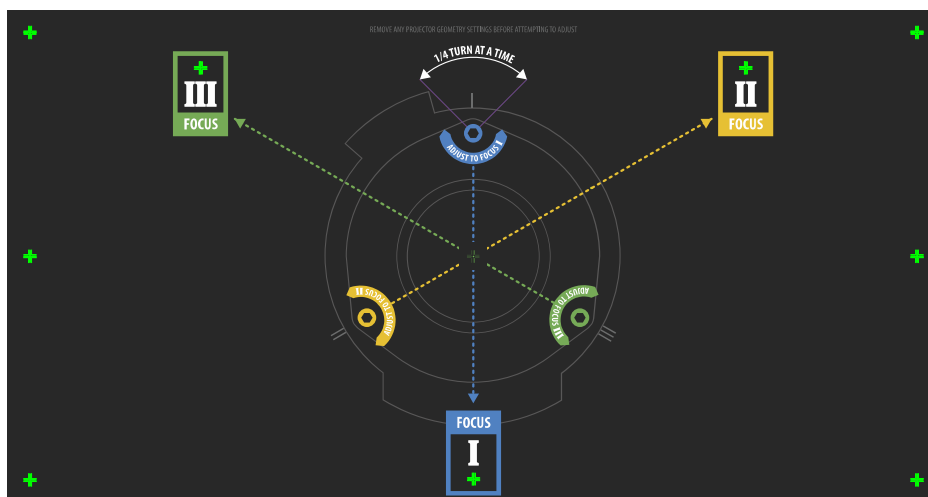 REMOVE ANY PROJECTOR GEOMETRY SETTINGS BEFORE ATTEMPTING TO ADJUST
1/4 TURN AT A TIME
III
FOCUS
II
FOCUS
ADJUST TO FOCUS I
ADJUST TO FOCUS II
ADJUST TO FOCUS III
FOCUS
I